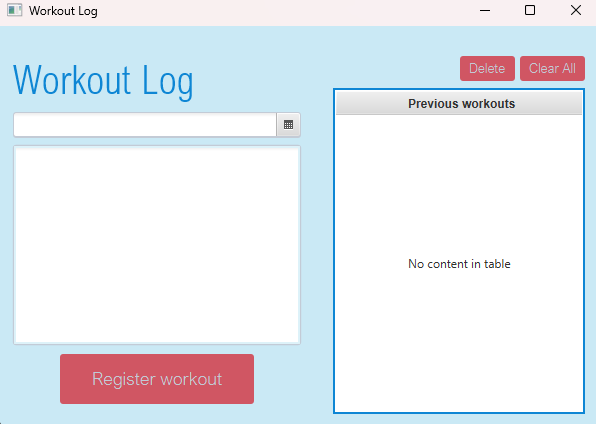 Workout Log
Workout Log
Delete
Clear All
Previous workouts
No content in table
Register workout